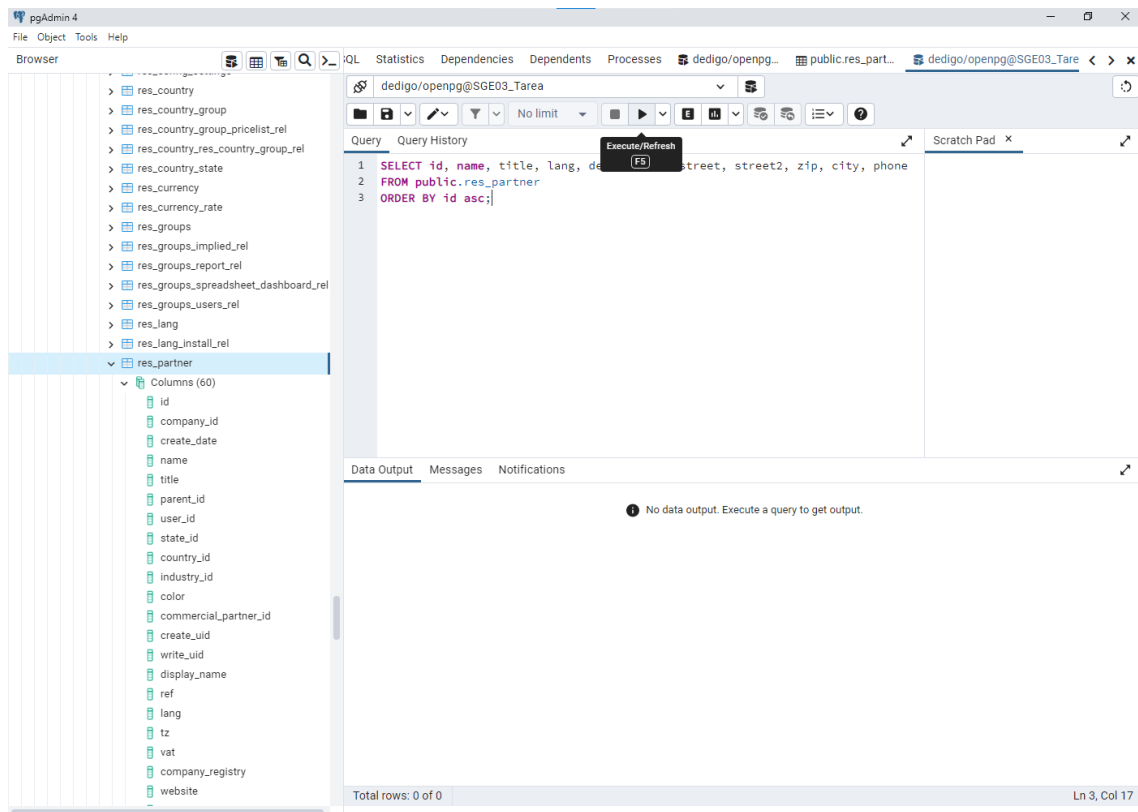 pgAdmin 4
File Object Tools Help
Browser
SQL Statistics Dependencies Dependents Processes dedigo/openpg... public.res_part... dedigo/openpg@SGE03_Tare
res_country
res_country_group
res_country_group_pricelist_rel
res_country_res_country_group_rel
res_country_state
res_currency
res_currency_rate
res_groups
res_groups_implied_rel
res_groups_report_rel
res_groups_spreadsheet_dashboard_rel
res_groups_users_rel
res_lang
res_lang_install_rel
res_partner
Columns (60)
id
company_id
create_date
name
title
parent_id
user_id
state_id
country_id
industry_id
color
commercial_partner_id
create_uid
write_uid
display_name
ref
lang
tz
vat
company_registry
website
dedigo/openpg@SGE03_Tarea
No limit
E
Query Query History
Execute/Refresh
F5
Scratch Pad
1 SELECT id, name, title, lang, de street, street2, zip, city, phone
2 FROM public.res_partner
3 ORDER BY id asc;
Data Output Messages Notifications
No data output. Execute a query to get output.
Total rows: 0 of 0
Ln 3, Col 17